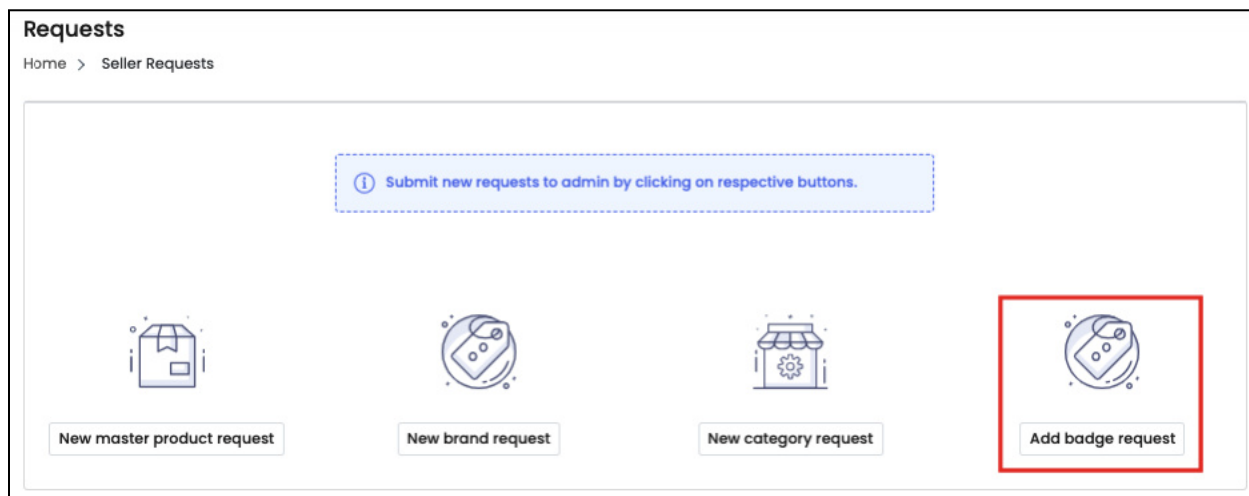 Requests
Home > Seller Requests
Submit new requests to admin by clicking on respective buttons.
New master product request
New brand request
New category request
Add badge request